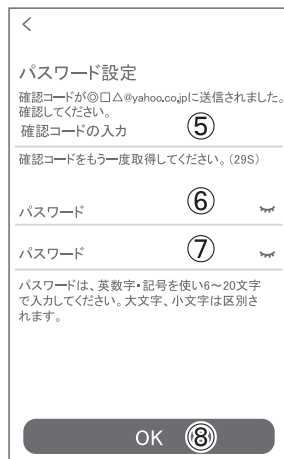 <
パスワード設定
確認コードが◎□△@yahoo.co.jpに送信されました。
確認してください。
確認コードの入力 ⑤
確認コードをもう一度取得してください。(29S)
パスワード ⑥
パスワード ⑦
パスワードは、英数字・記号を使い6～20文字
で入力してください。大文字、小文字は区別さ
れます。
OK ⑧